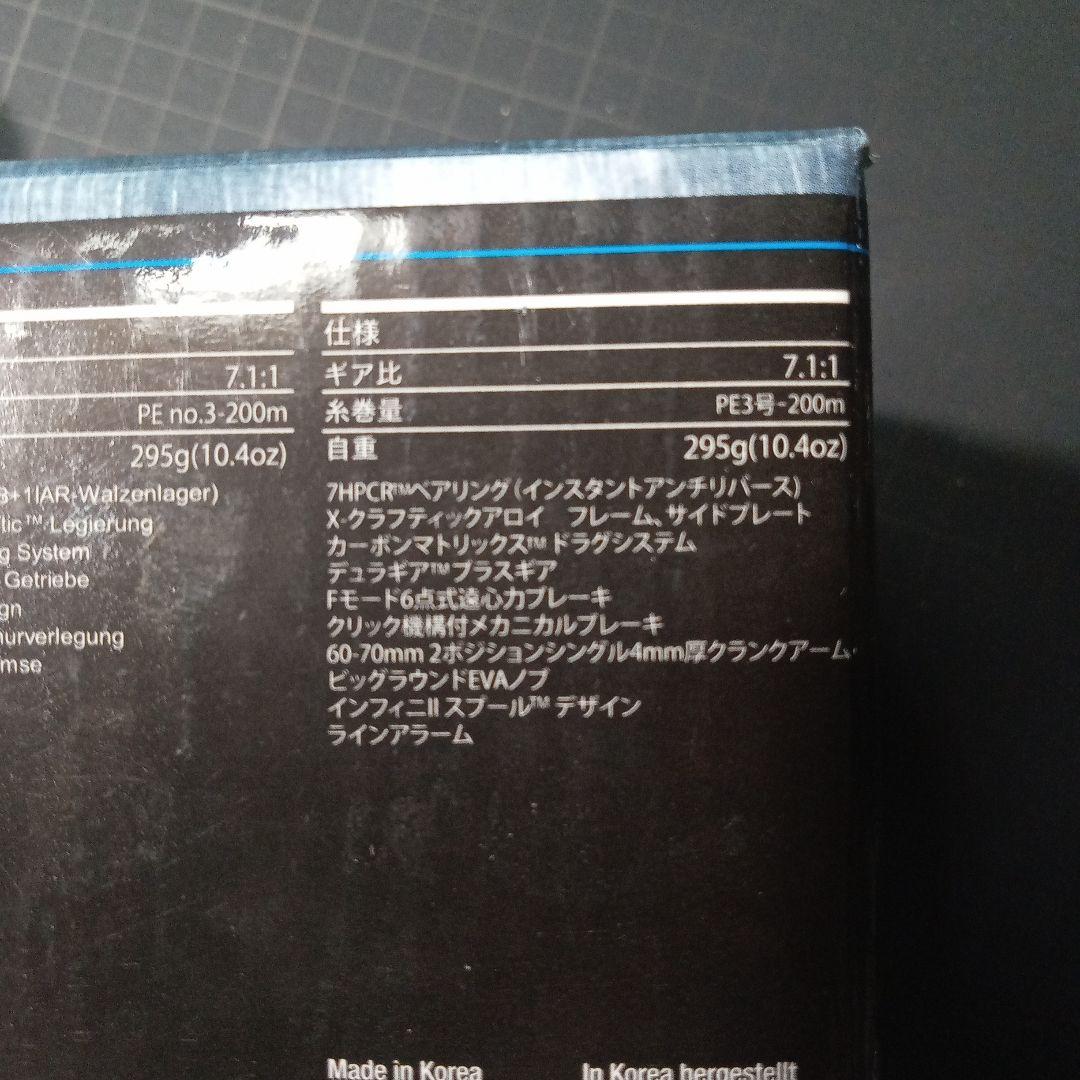 7.1:1
PE no.3-200m
295g(10.4oz)
3+1IAR-Walzenlager)
tic™ Legierung
g System
Getriebe
gn
nurverlegung
mse
仕様
ギア比 7.1:1
糸巻量 PE3号-200m
自重 295g(10.4oz)
7HPCR™ベアリング(インスタントアンチリバース)
X-クラフティックアロイ　フレーム、サイドプレート
カーボンマトリックス™ ドラグシステム
デュラギア™ブラスギア
Fモード6点式遠心力ブレーキ
クリック機構付メカニカルブレーキ
60-70mm 2ポジションシングル4mm厚クランクアーム・
ビッグラウンドEVAノブ
インフィニII スプール™ デザイン
ラインアラーム
Made in Korea
In Korea hergestellt